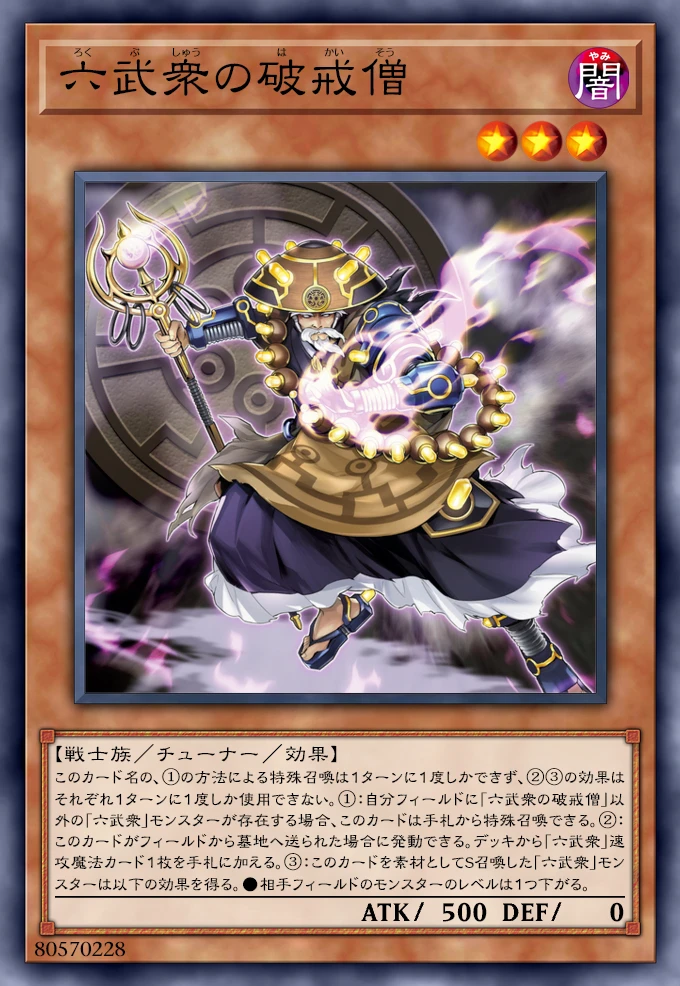 ろく ぶ しゅう は かい そう
六武衆の破戒僧
やみ
闇
【戦士族／チューナー／効果】
このカード名の、①の方法による特殊召喚は1ターンに1度しかできず、②③の効果は
それぞれ1ターンに1度しか使用できない。①：自分フィールドに「六武衆の破戒僧」以
外の「六武衆」モンスターが存在する場合、このカードは手札から特殊召喚できる。②：
このカードがフィールドから墓地へ送られた場合に発動できる。デッキから「六武衆」速
攻魔法カード1枚を手札に加える。③：このカードを素材としてS召喚した「六武衆」モン
スターは以下の効果を得る。●相手フィールドのモンスターのレベルは1つ下がる。
ATK/ 500 DEF/ 0
80570228